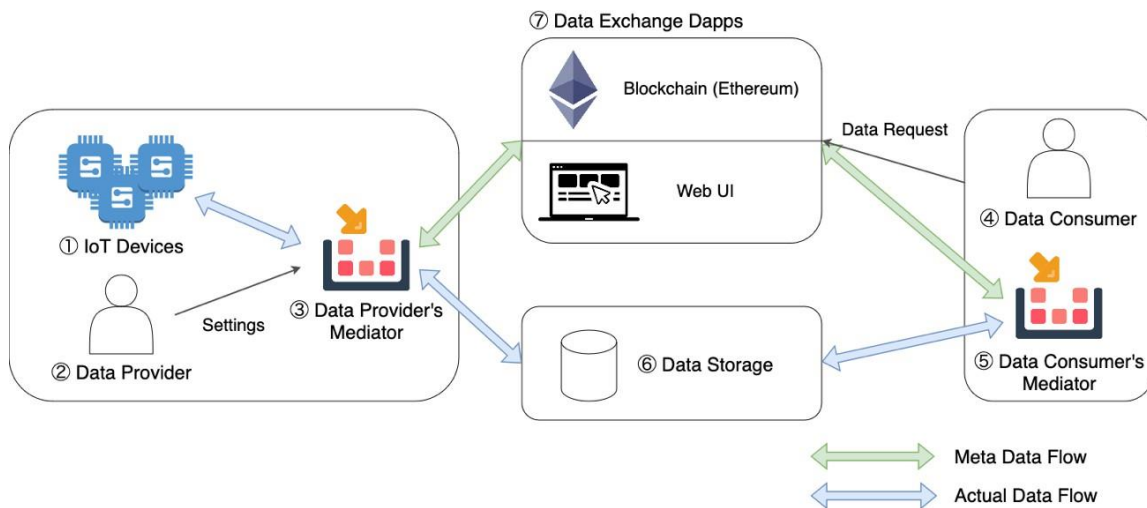 ⑦ Data Exchange Dapps
Blockchain (Ethereum)
Data Request
Web UI
④ Data Consumer
① IoT Devices
③ Data Provider's
Mediator
Settings
② Data Provider
⑥ Data Storage
⑤ Data Consumer's
Mediator
Meta Data Flow
Actual Data Flow